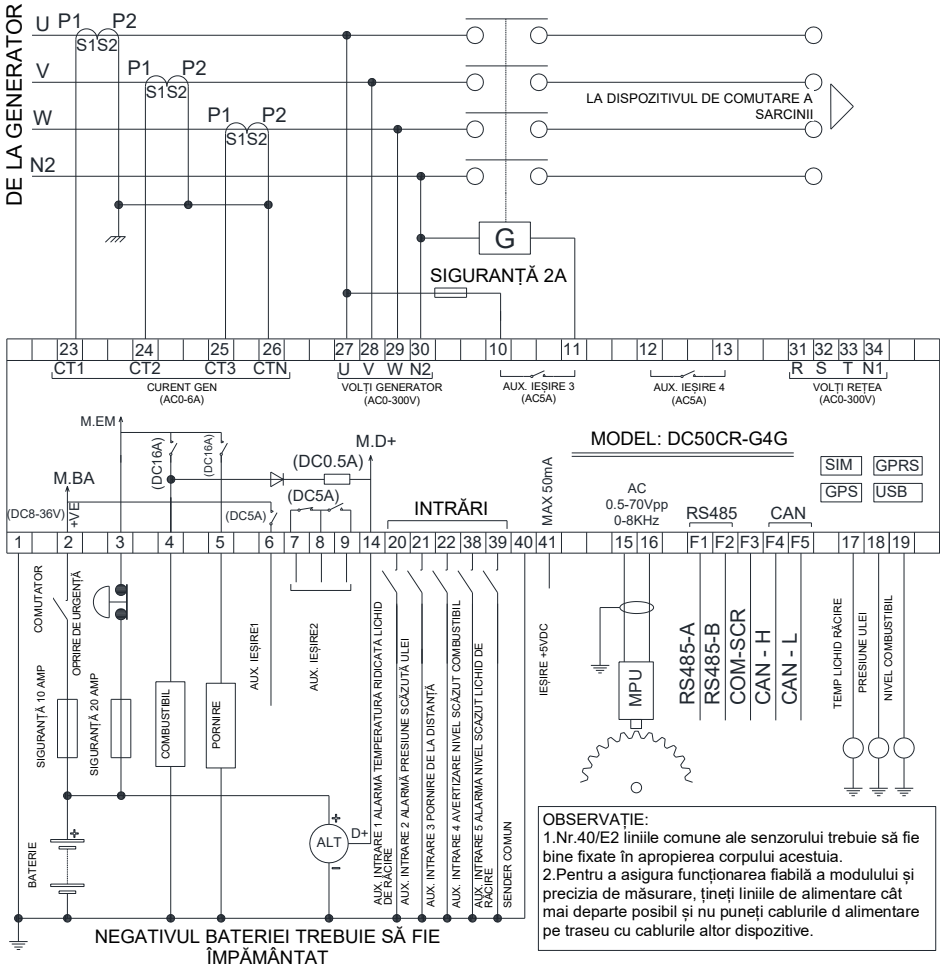 DE LA GENERATOR
U P1 P2
S1S2
V P1 P2
S1S2
W P1 P2
S1S2
N2
LA DISPOZITIVUL DE COMUTARE A
SARCINII
G
SIGURANȚĂ 2A
23 24 25 26 27 28 29 30 10 11 12 13 31 32 33 34
CT1 CT2 CT3 CTN U V W N2 R S T N1
CURENT GEN
(AC0-6A)
VOLȚI GENERATOR
(AC0-300V)
AUX. IEȘIRE 3
(AC5A)
AUX. IEȘIRE 4
(AC5A)
VOLȚI REȚEA
(AC0-300V)
M.EM
(DC16A)
(DC16A)
M.D+
(DC0.5A)
MODEL: DC50CR-G4G
M.BA
(DC8-36V)
+VE
(DC5A)
(DC5A)
INTRĂRI
MAX 50mA
AC
0.5-70Vpp
0-8KHz
RS485
CAN
SIM GPRS
GPS USB
1 2 3 4 5 6 7 8 9 14 20 21 22 38 39 40 41 15 16 F1 F2 F3 F4 F5 17 18 19
COMUTATOR
OPRIRE DE URGENȚĂ
SIGURANȚĂ 10 AMP
SIGURANȚĂ 20 AMP
COMBUSTIBIL
PORNIRE
AUX. IEȘIRE1
AUX. IEȘIRE2
AUX. INTRARE 1 ALARMA TEMPERATURA RIDICATĂ LICHID
DE RĂCIRE
AUX. INTRARE 2 ALARMĂ PRESIUNE SCĂZUTĂ ULEI
AUX. INTRARE 3 PORNIRE DE LA DISTANȚĂ
AUX. INTRARE 4 AVERTIZARE NIVEL SCĂZUT COMBUSTIBIL
AUX. INTRARE 5 ALARMA NIVEL SCAZUT LICHID DE
RĂCIRE
SENDER COMUN
IEȘIRE +5VDC
MPU
RS485-A
RS485-B
COM-SCR
CAN - H
CAN - L
TEMP LICHID RĂCIRE
PRESIUNE ULEI
NIVEL COMBUSTIBIL
BATERIE
+
−
+
ALT
D+
−
NEGATIVUL BATERIEI TREBUIE SĂ FIE
ÎMPĂMÂNTAT
OBSERVAȚIE:
1.Nr.40/E2 liniile comune ale senzorului trebuie să fie
bine fixate în apropierea corpului acestuia.
2.Pentru a asigura funcționarea fiabilă a modulului și
precizia de măsurare, țineți liniile de alimentare cât
mai departe posibil și nu puneți cablurile d alimentare
pe traseu cu cablurile altor dispozitive.